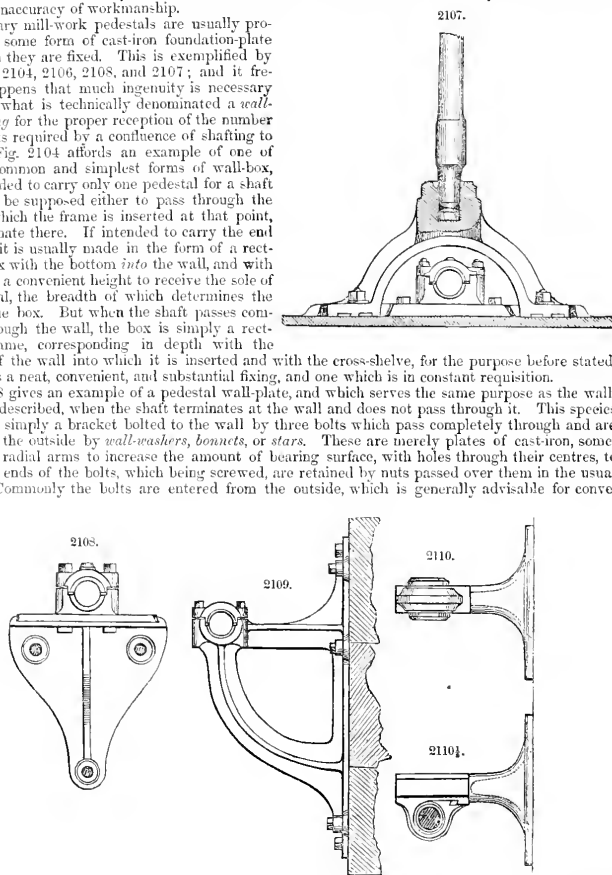 naccuracy of workmanship.
ary mill-work pedestals are usually pro-
some form of cast-iron foundation-plate
they are fixed. This is exemplified by
2104, 2106, 2108, and 2107; and it fre-
ppens that much ingenuity is necessary
what is technically denominated a wall-
g for the proper reception of the number
s required by a confluence of shafting to
Fig. 2104 affords an example of one of
ommon and simplest forms of wall-box,
ded to carry only one pedestal for a shaft
be supposed either to pass through the
hich the frame is inserted at that point,
nate there. If intended to carry the end
it is usually made in the form of a rect-
x with the bottom into the wall, and with
a convenient height to receive the sole of
al, the breadth of which determines the
e box. But when the shaft passes com-
ough the wall, the box is simply a rect-
ame, corresponding in depth with the
2107.
f the wall into which it is inserted and with the cross-shelve, for the purpose before stated
s a neat, convenient, and substantial fixing, and one which is in constant requisition.
8 gives an example of a pedestal wall-plate, and which serves the same purpose as the wall
described, when the shaft terminates at the wall and does not pass through it. This species
simply a bracket bolted to the wall by three bolts which pass completely through and are
the outside by wall-washers, bonnets, or stars. These are merely plates of cast-iron, some
radial arms to increase the amount of bearing surface, with holes through their centres, to
ends of the bolts, which being screwed, are retained by nuts passed over them in the usua
Commonly the bolts are entered from the outside, which is generally advisable for conve
2108.
2109.
2110.
2110½.